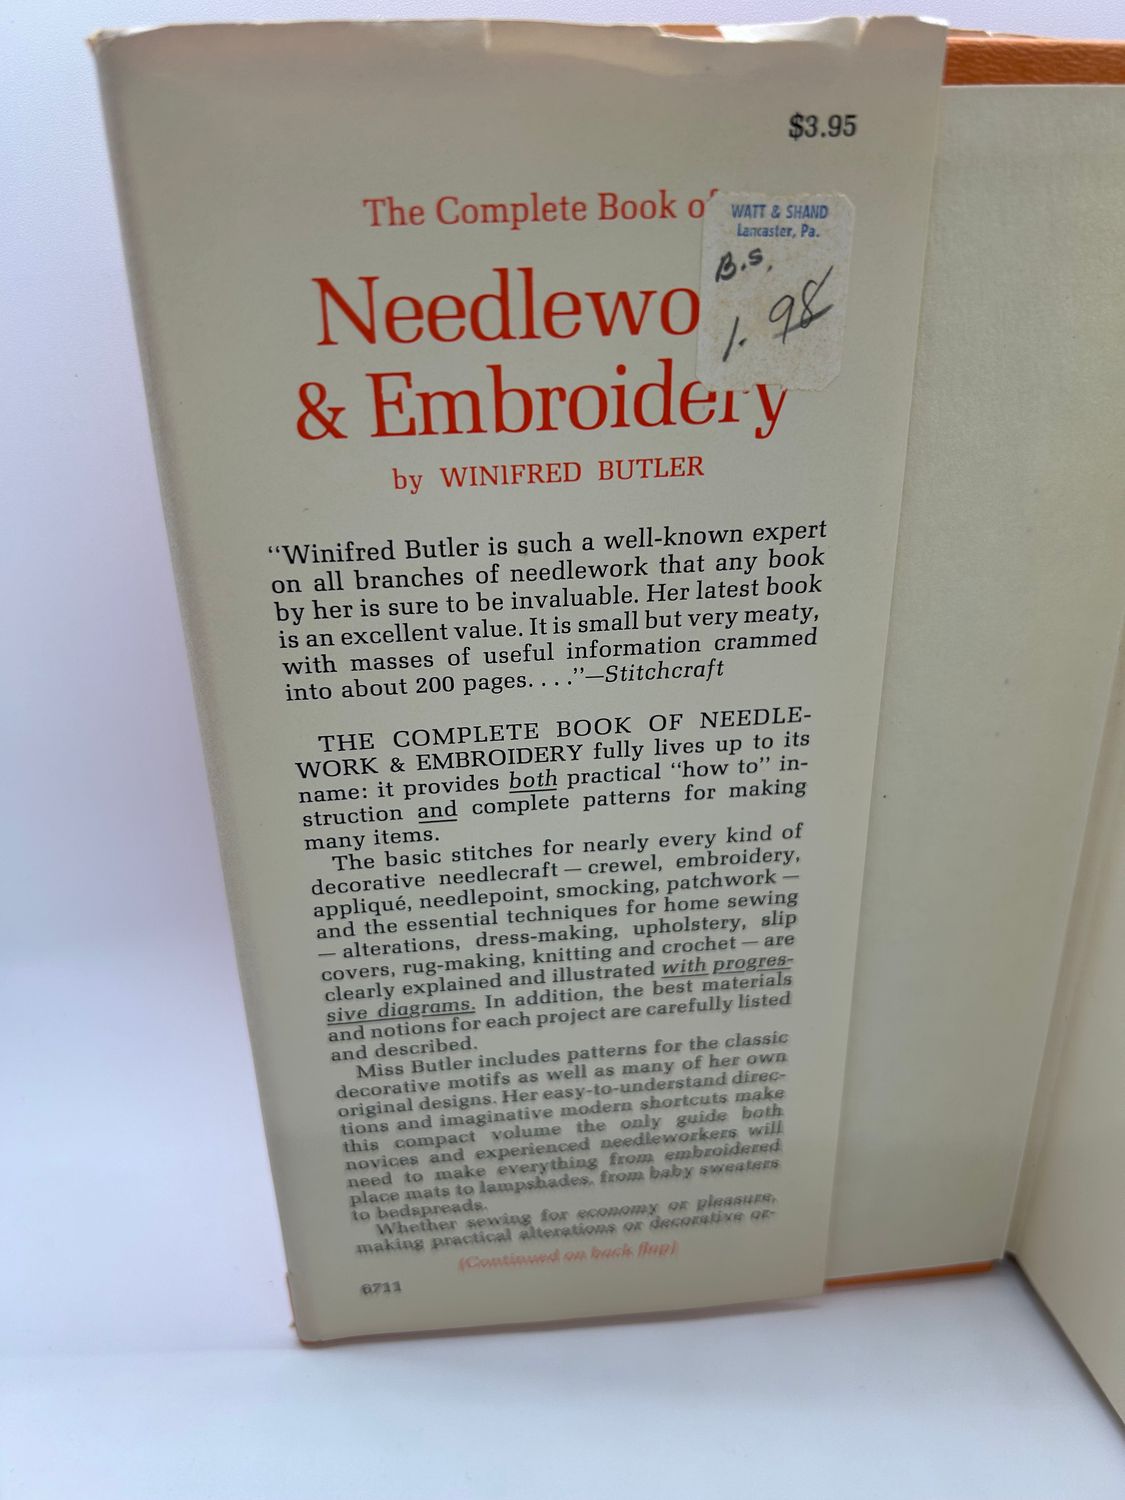 $3.95
The Complete Book of
WATT & SHAND
Lancaster, Pa.
B.S.
1.98
Needlewo
& Embroidery
by WINIFRED BUTLER
“Winifred Butler is such a well-known expert
on all branches of needlework that any book
by her is sure to be invaluable. Her latest book
is an excellent value. It is small but very meaty,
with masses of useful information crammed
into about 200 pages. . . .”—Stitchcraft
THE COMPLETE BOOK OF NEEDLE-
WORK & EMBROIDERY fully lives up to its
name: it provides both practical “how to” in-
struction and complete patterns for making
many items.
The basic stitches for nearly every kind of
decorative needlecraft — crewel, embroidery,
appliqué, needlepoint, smocking, patchwork —
and the essential techniques for home sewing
— alterations, dress-making, upholstery, slip
covers, rug-making, knitting and crochet — are
clearly explained and illustrated with progres-
sive diagrams. In addition, the best materials
and notions for each project are carefully listed
and described.
Miss Butler includes patterns for the classic
decorative motifs as well as many of her own
original designs. Her easy-to-understand direc-
tions and imaginative modern shortcuts make
this compact volume the only guide both
novices and experienced needleworkers will
need to make everything from embroidered
place mats to lampshades, from baby sweaters
to bedspreads.
Whether sewing for economy or pleasure,
making practical alterations or decorative or-
(Continued on back flap)
6711